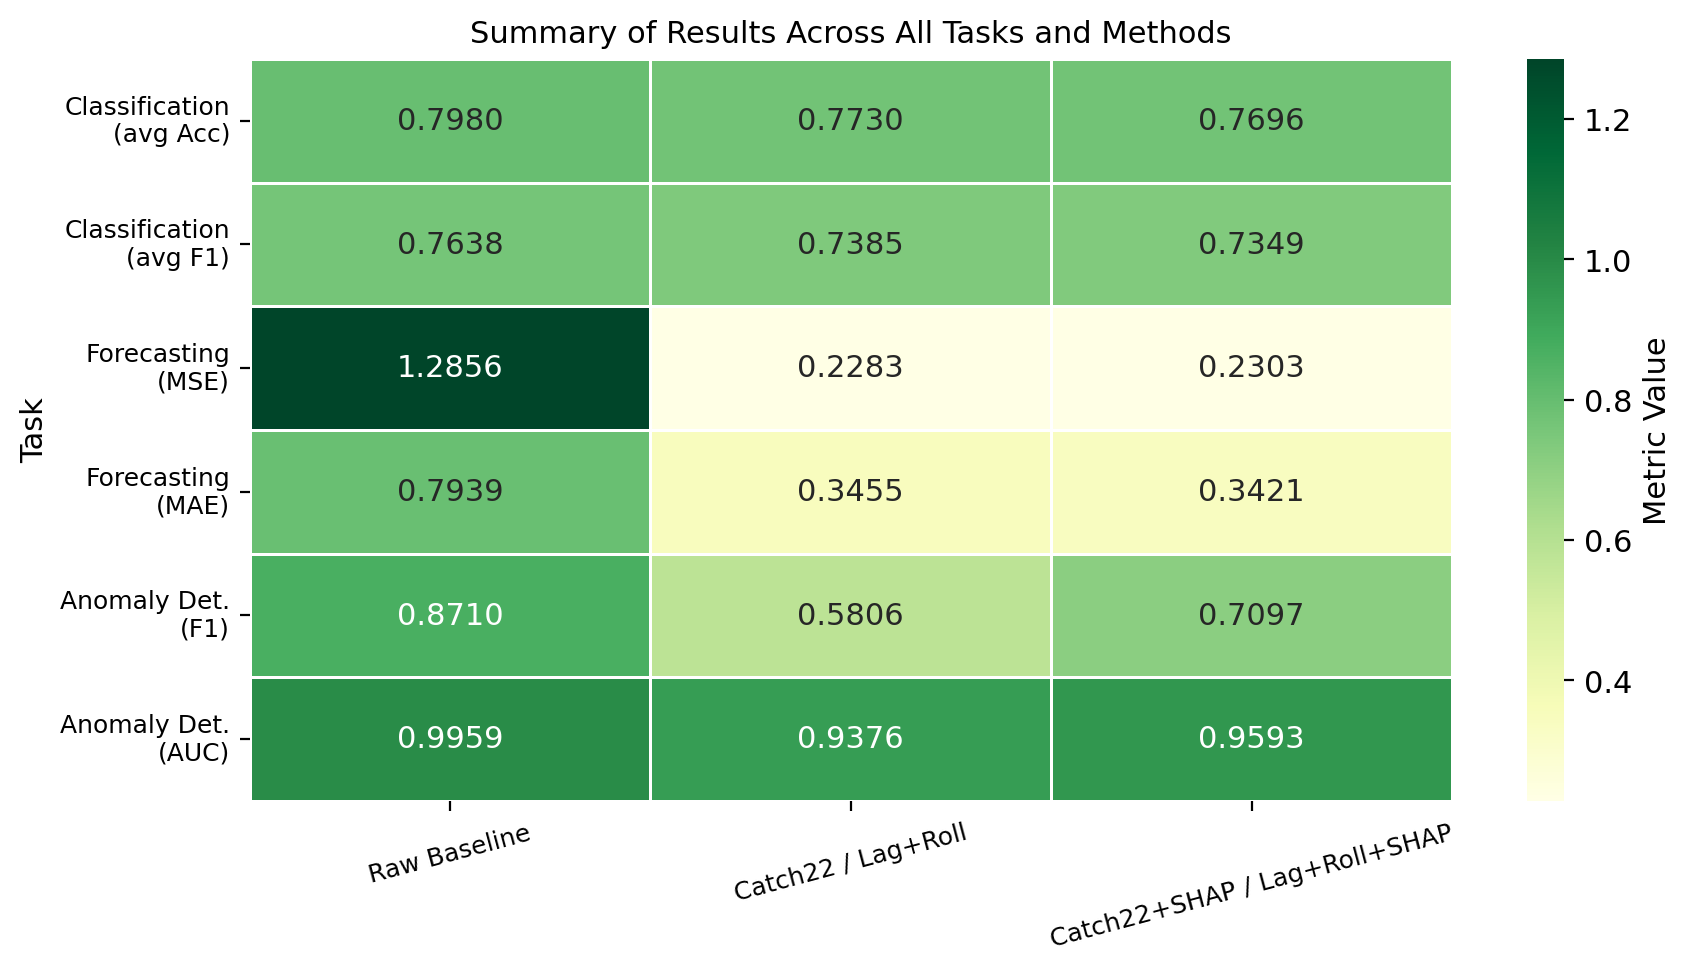 Summary of Results Across All Tasks and Methods
Classification
(avg Acc)
0.7980
0.7730
0.7696
Classification
(avg F1)
0.7638
0.7385
0.7349
Forecasting
(MSE)
1.2856
0.2283
0.2303
Forecasting
(MAE)
0.7939
0.3455
0.3421
Anomaly Det.
(F1)
0.8710
0.5806
0.7097
Anomaly Det.
(AUC)
0.9959
0.9376
0.9593
Task
Raw Baseline
Catch22 / Lag+Roll
Catch22+SHAP / Lag+Roll+SHAP
1.2
1.0
0.8
0.6
0.4
Metric Value